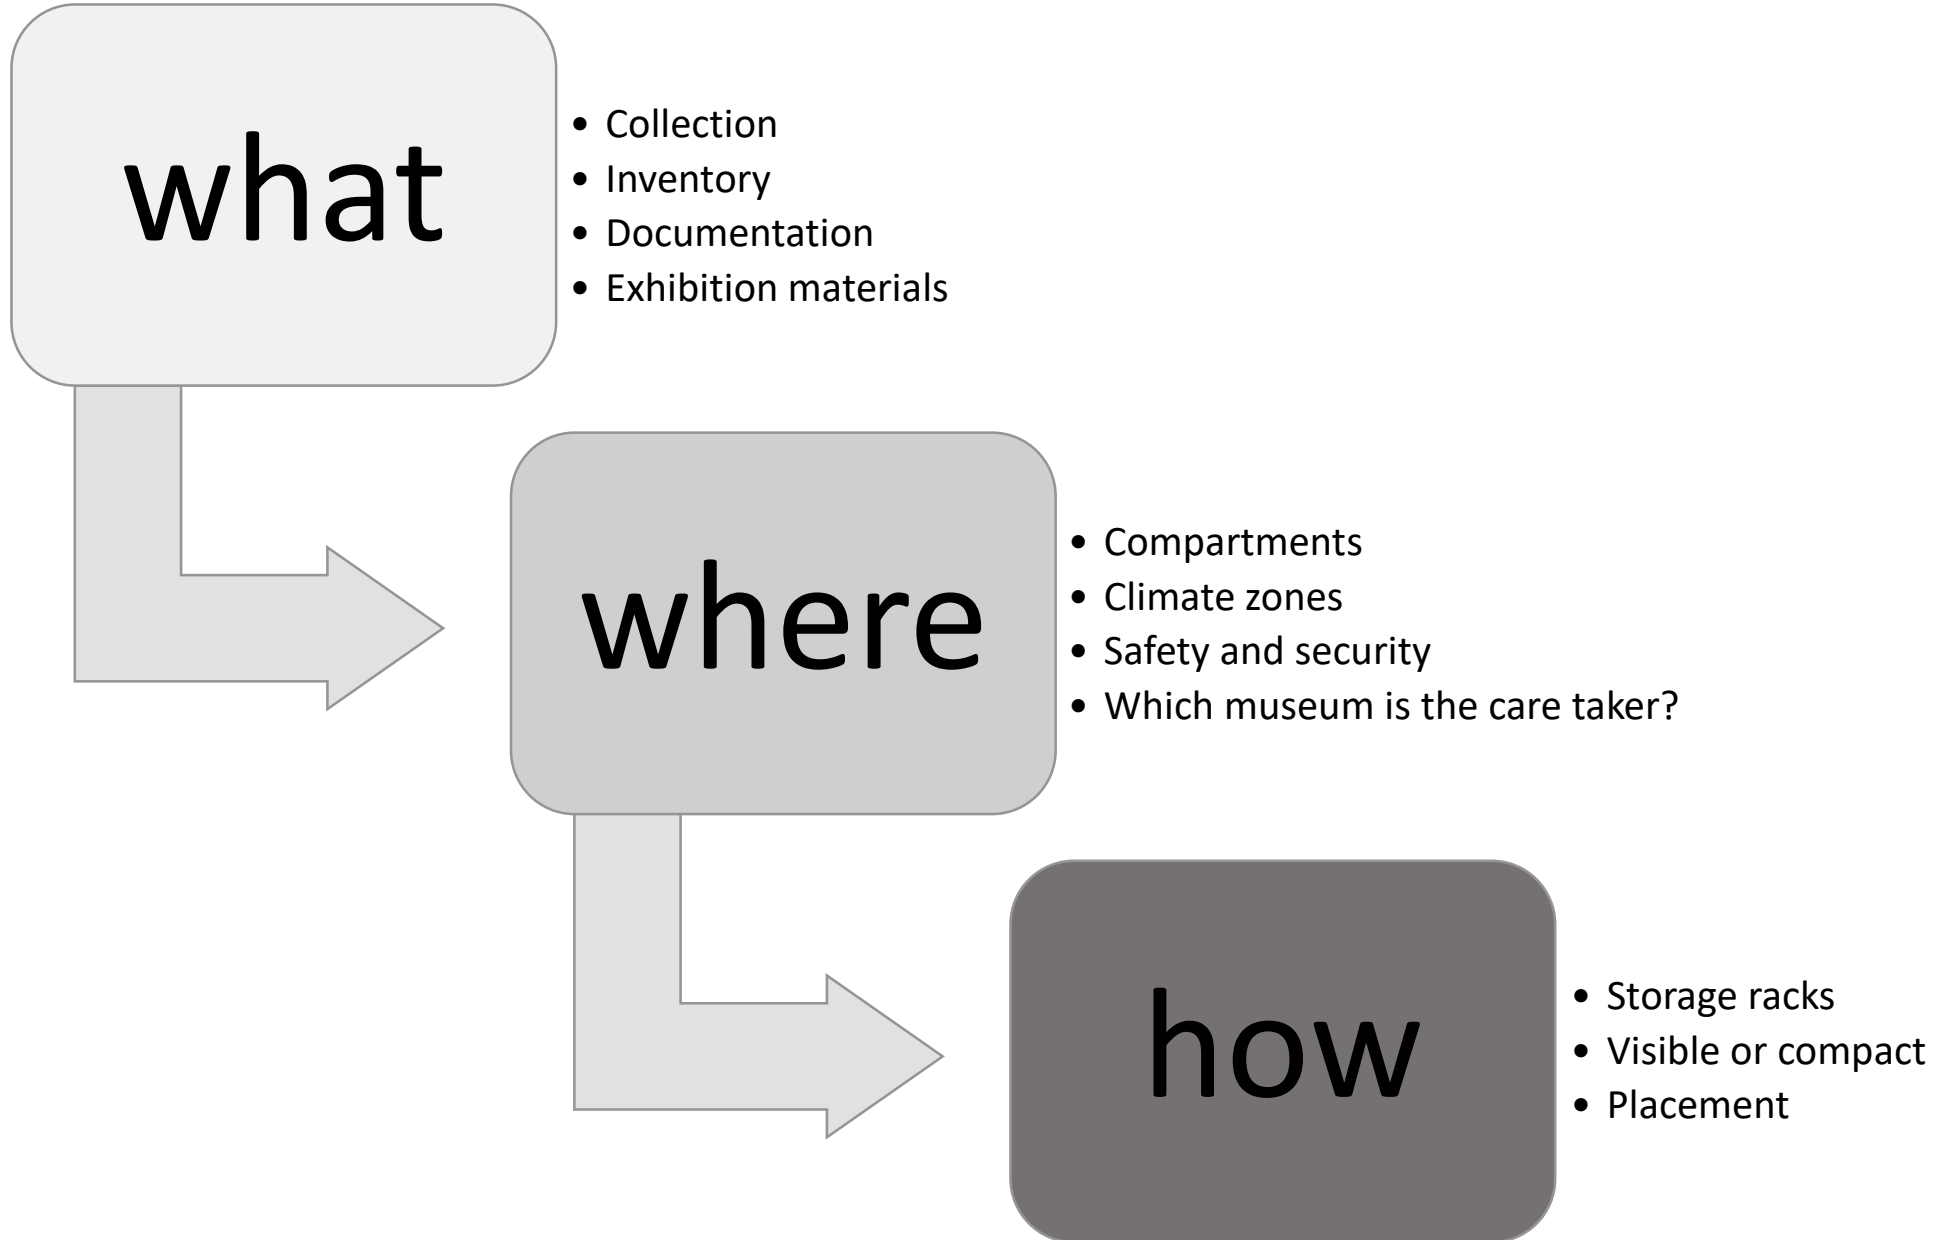 what
• Collection
• Inventory
• Documentation
• Exhibition materials
where
• Compartments
• Climate zones
• Safety and security
• Which museum is the care taker?
how
• Storage racks
• Visible or compact
• Placement